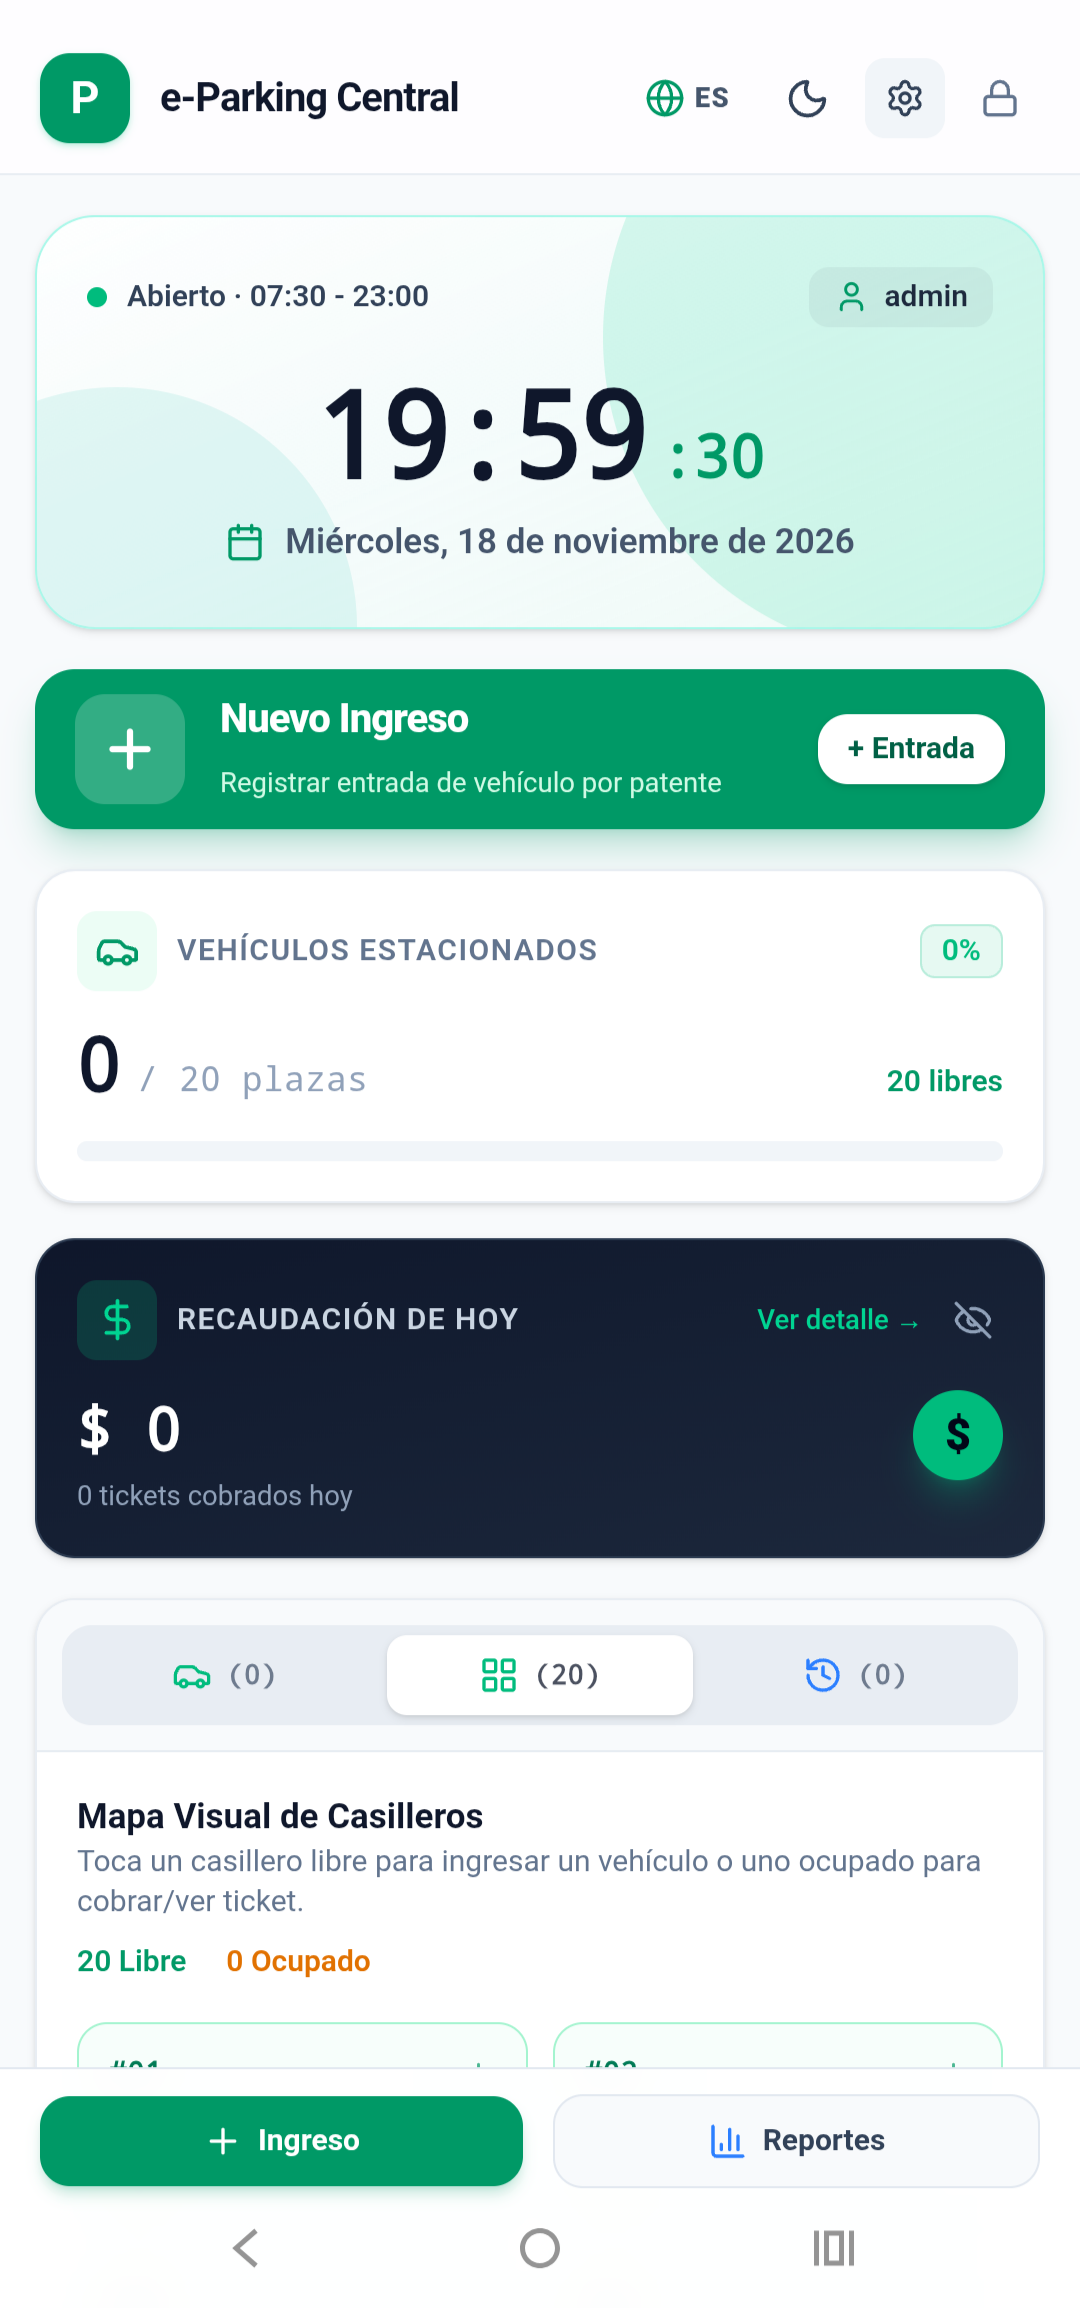 P e-Parking Central ES
Abierto · 07:30 - 23:00 admin
19:59:30
Miércoles, 18 de noviembre de 2026
Nuevo Ingreso
Registrar entrada de vehículo por patente
+ Entrada
VEHÍCULOS ESTACIONADOS 0%
0 / 20 plazas 20 libres
RECAUDACIÓN DE HOY Ver detalle →
$ 0 $
0 tickets cobrados hoy
(0) (20) (0)
Mapa Visual de Casilleros
Toca un casillero libre para ingresar un vehículo o uno ocupado para
cobrar/ver ticket.
20 Libre 0 Ocupado
#01 #02
Ingreso Reportes